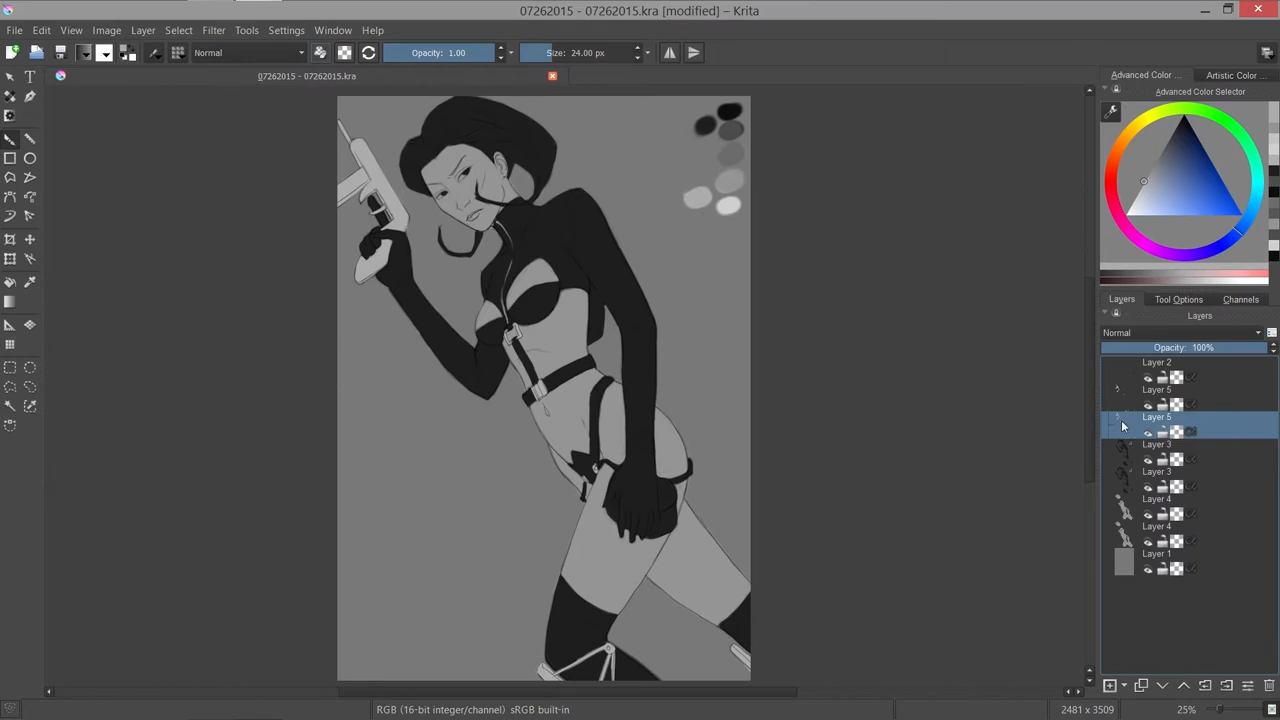 07262015 - 07262015.kra [modified] – Krita
File Edit View Image Layer Select Filter Tools Settings Window Help
Normal Opacity: 1.00 Size: 24.00 px
07262015 - 07262015.kra
Advanced Color ... Artistic Color ...
Advanced Color Selector
Layers Tool Options Channels
Layers
Normal
Opacity: 100%
Layer 2
Layer 5
Layer 5
Layer 3
Layer 3
Layer 4
Layer 4
Layer 1
RGB (16-bit integer/channel) sRGB built-in 2481 x 3509 25%